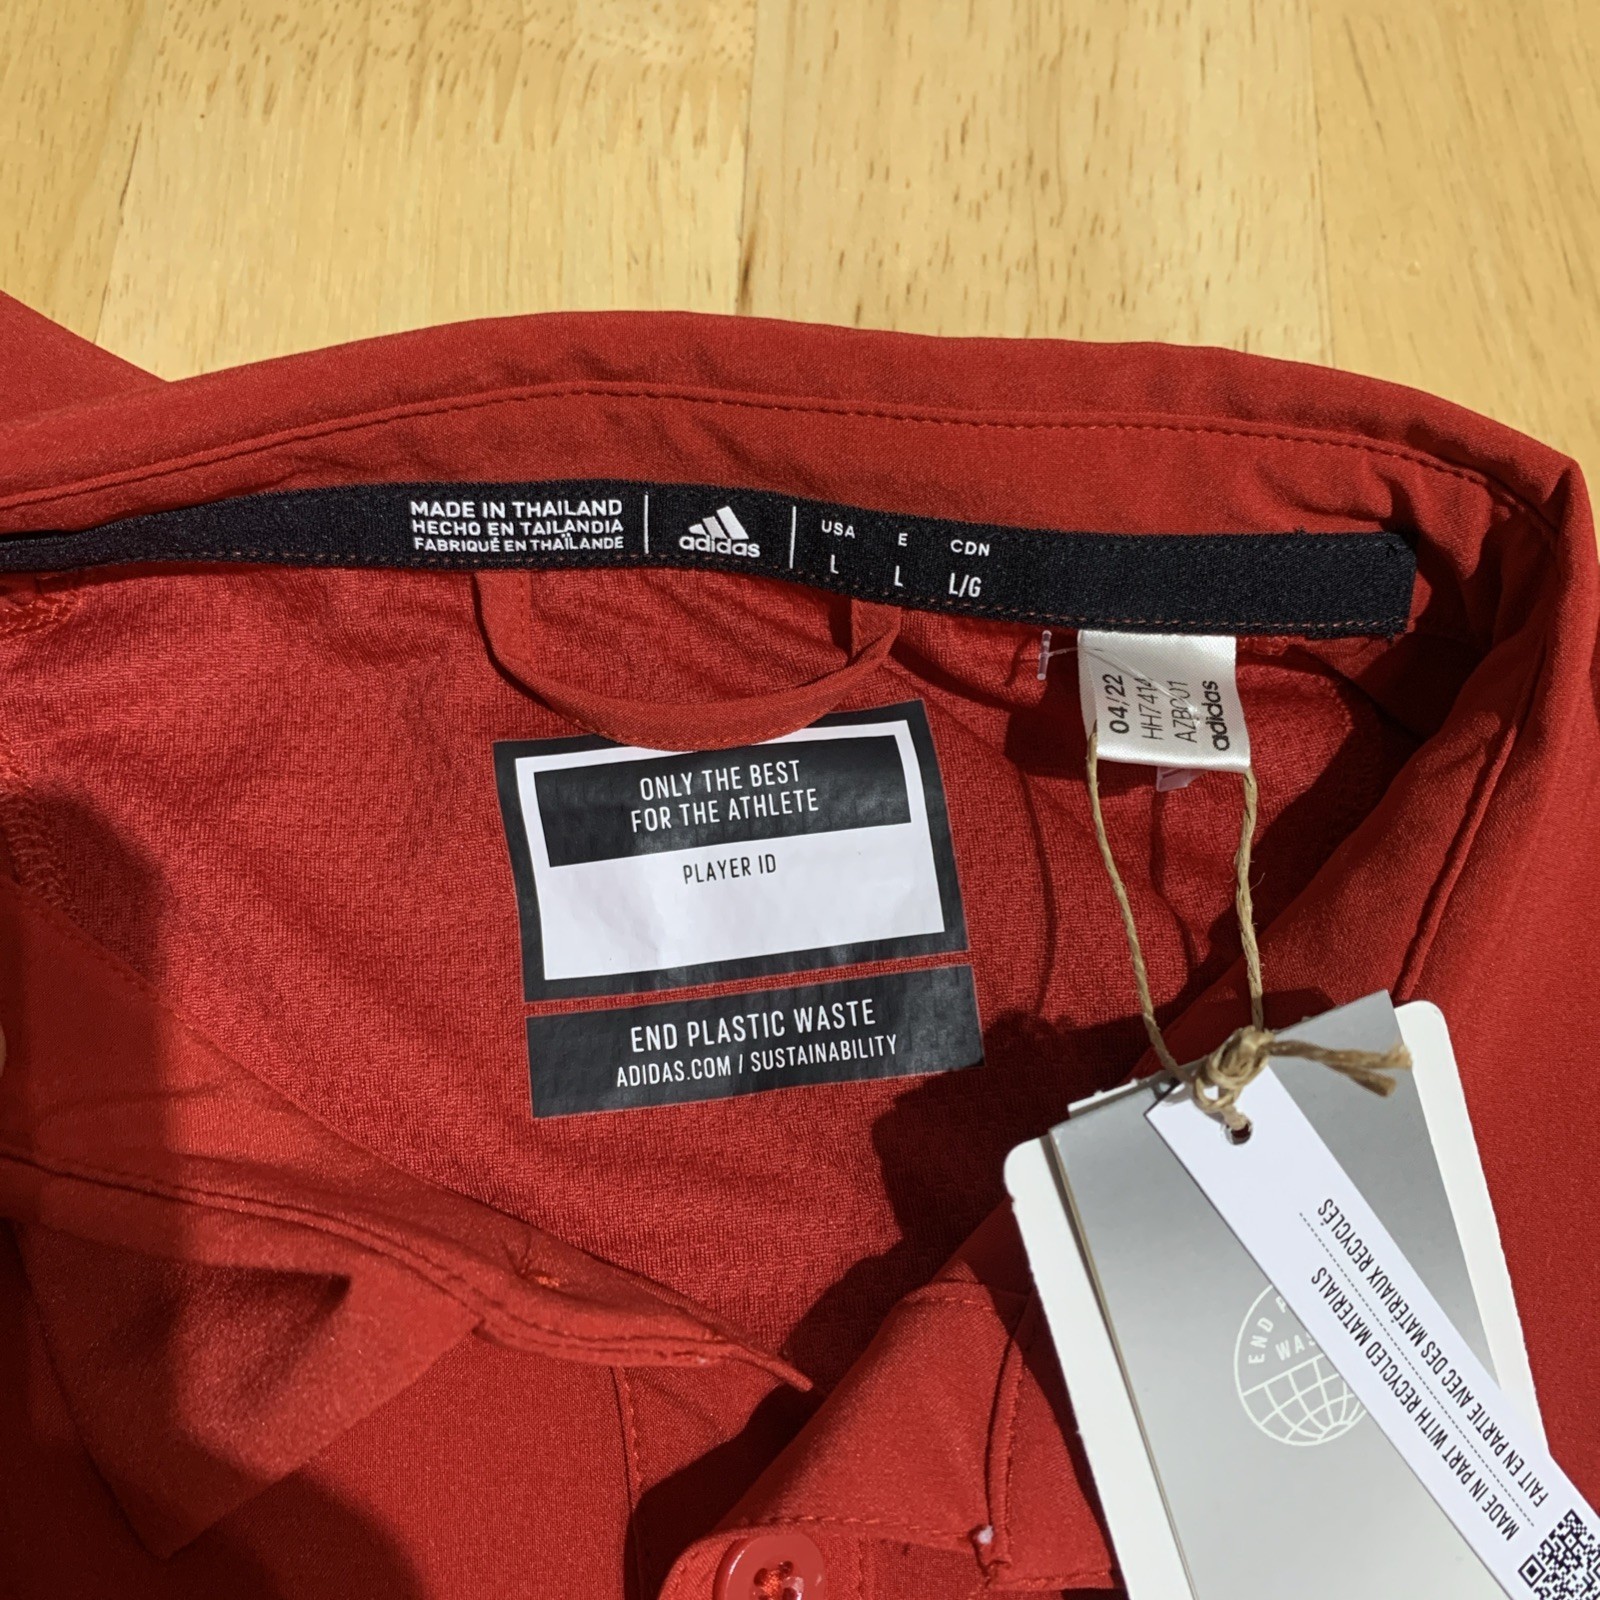 MADE IN THAILAND
HECHO EN TAILANDIA
FABRIQUÉ EN THAÏLANDE
adidas
USA E CDN
L L L/G
04/22
HH7414
AZB001
adidas
ONLY THE BEST
FOR THE ATHLETE
PLAYER ID
END PLASTIC WASTE
ADIDAS.COM / SUSTAINABILITY
END P
WAS
MADE IN PART WITH RECYCLED MATERIALS
FAIT EN PARTIE AVEC DES MATÉRIAUX RECYCLÉS